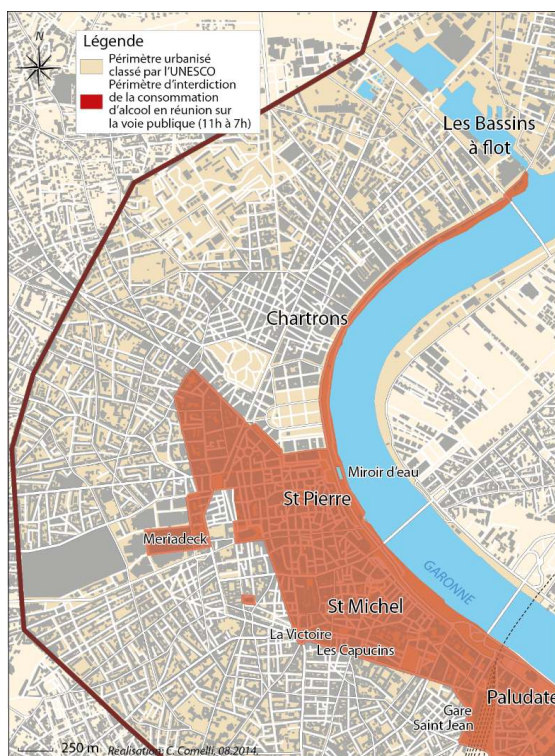 Légende
Périmètre urbanisé
classé par l'UNESCO
Périmètre d'interdiction
de la consommation
d'alcool en réunion sur
la voie publique (11h à 7h)
N
Les Bassins
à flot
Chartrons
Miroir d'eau
St Pierre
Meriadeck
GARONNE
St Michel
La Victoire
Les Capucins
Gare
Saint Jean
Paludate
250 m
Réalisation: C. Comelli, 08.2014.